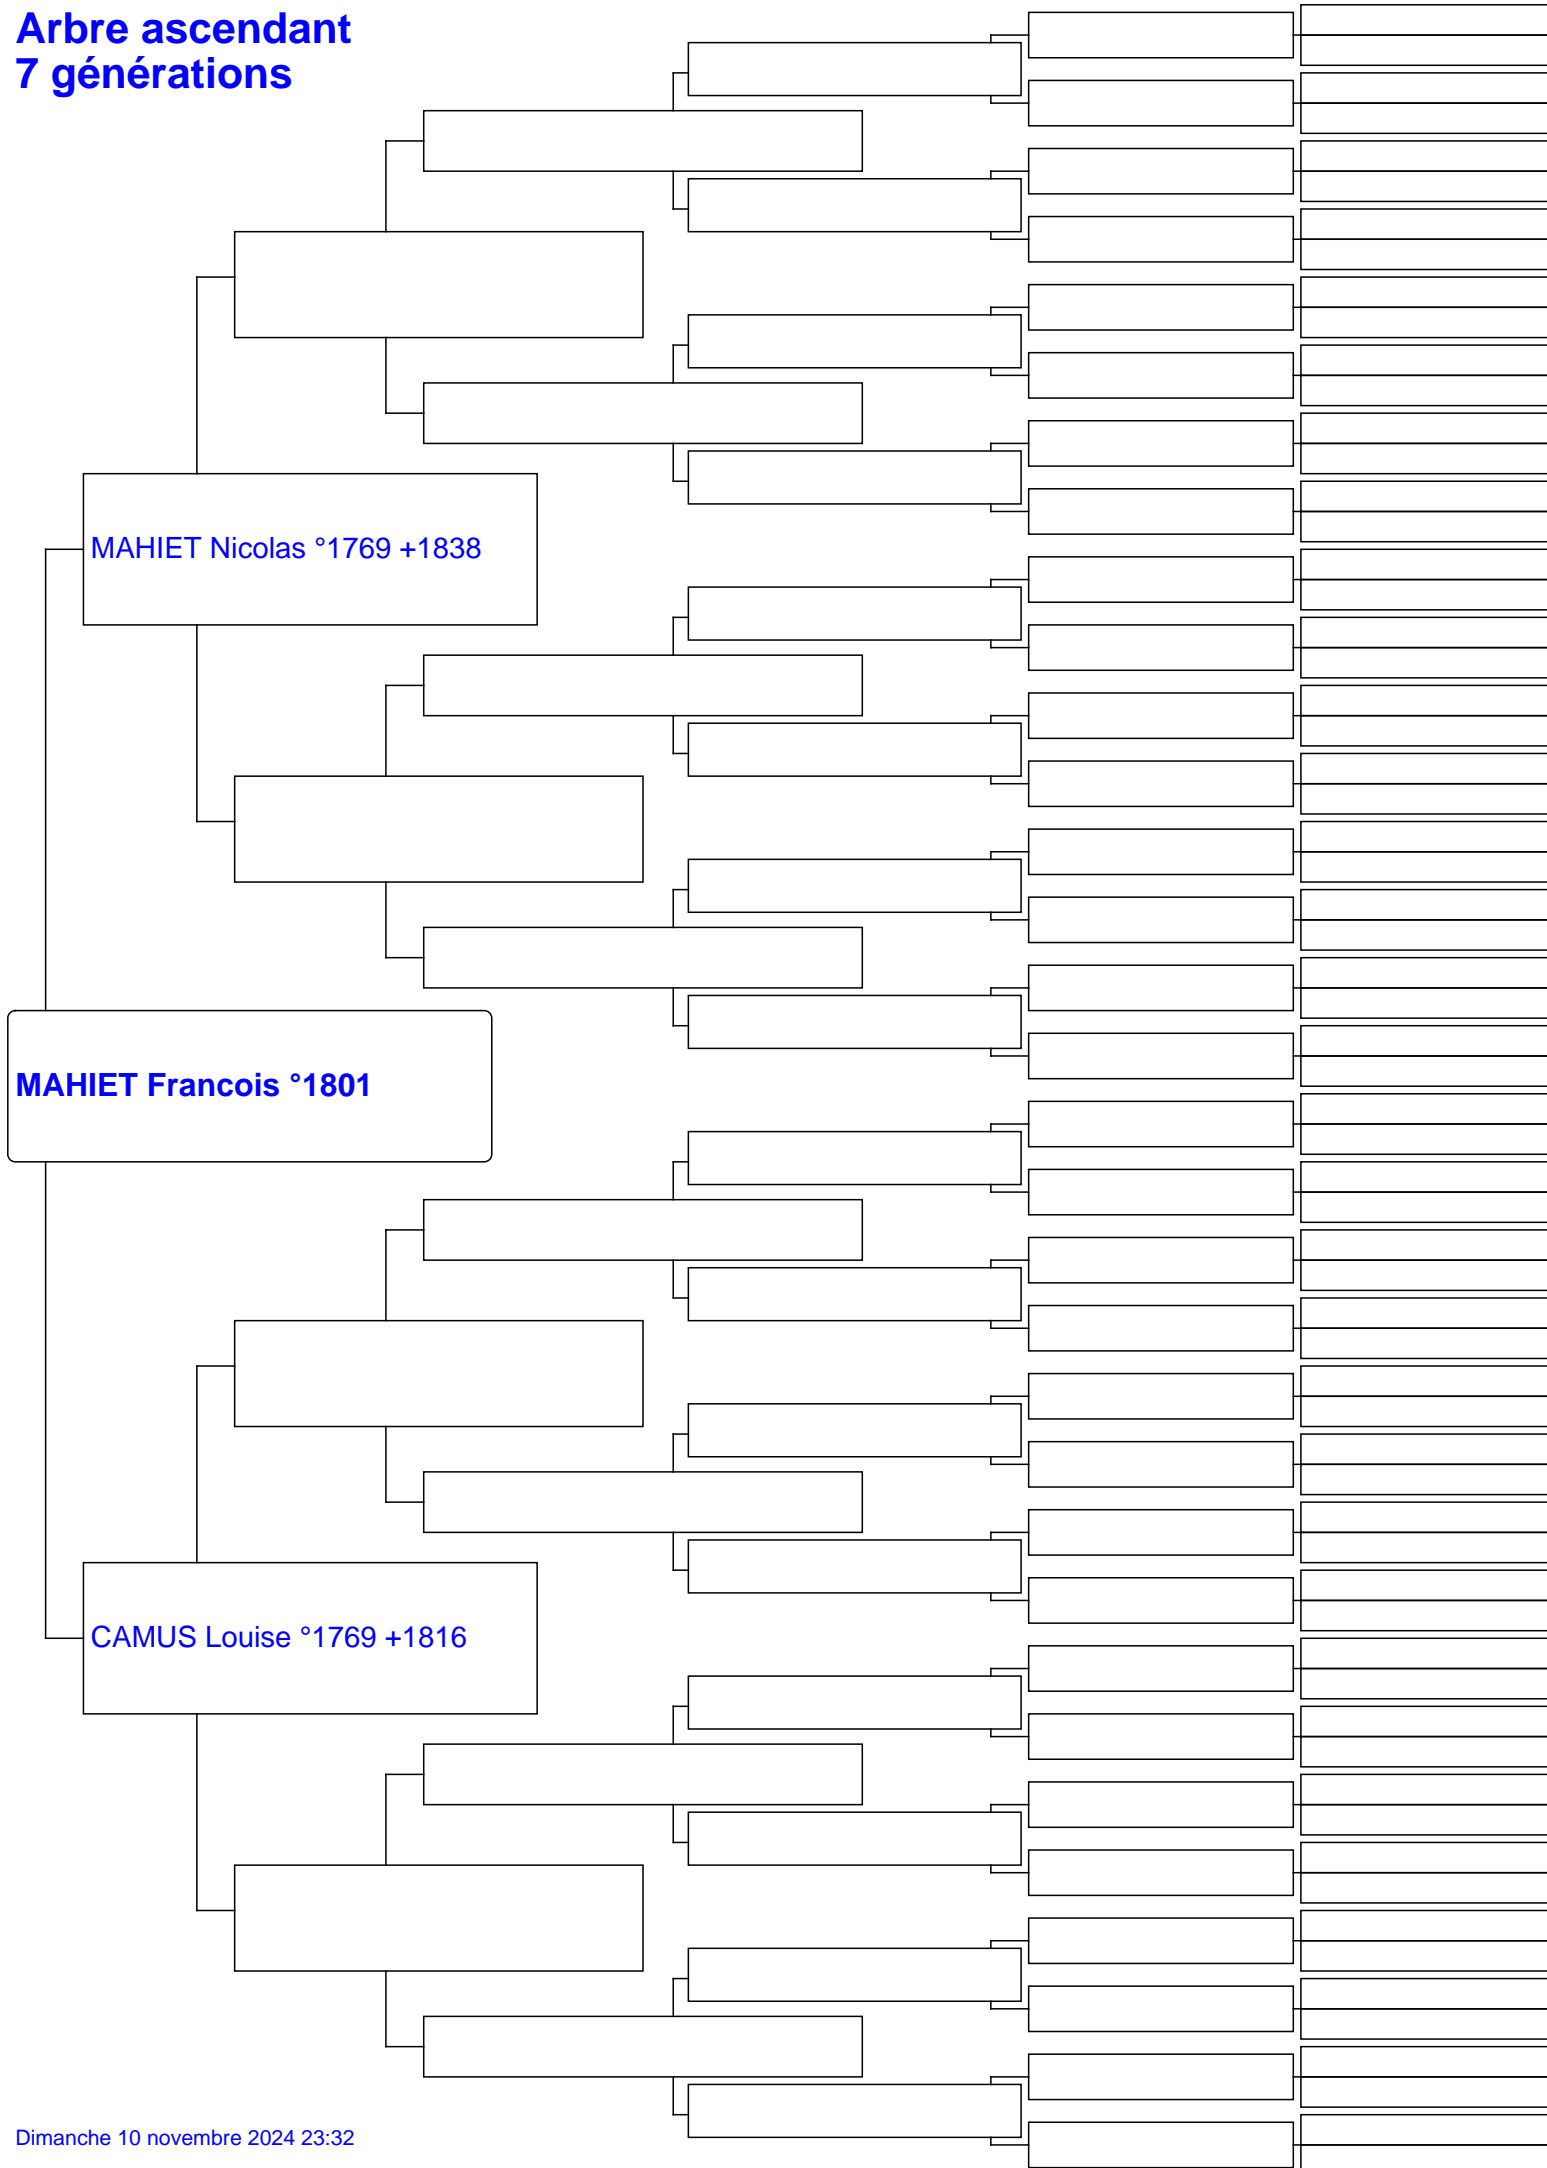 Arbre ascendant
7 générations
MAHIET Nicolas °1769 +1838
MAHIET Francois °1801
CAMUS Louise °1769 +1816
Dimanche 10 novembre 2024 23:32